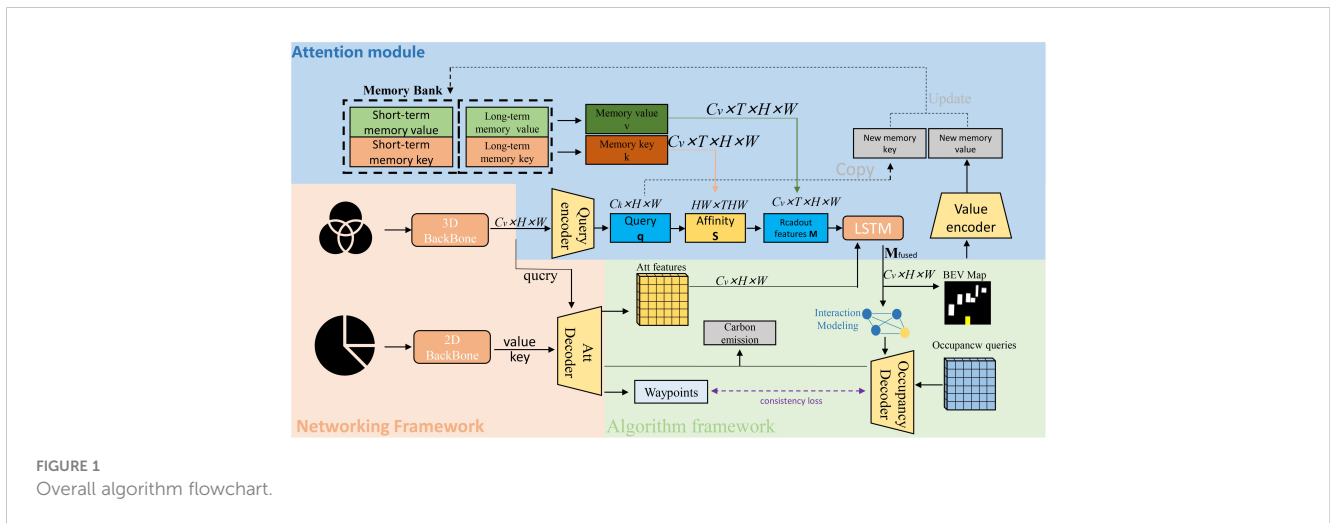 Attention module
Memory Bank
Short-term
memory value
Short-term
memory key
Long-term
memory value
Long-term
memory key
Memory value
v
Memory key
k
Cv×T×H×W
Cv×T×H×W
Update
New memory
key
New memory
value
Copy
3D
BackBone
Cv×H×W
Query
encoder
Ck×H×W
Query
q
HW×THW
Affinity
S
Cv×T×H×W
Rcadout
features M
LSTM
Value
encoder
Mfused
Cv×H×W
BEV Map
qucry
Att features
Cv×H×W
Interaction
Modeling
2D
BackBone
value
key
Att
Decoder
Carbon
emission
Waypoints
consistency loss
Occupancy
Decoder
Occupancw queries
Networking Framework
Algorithm framework
FIGURE 1
Overall algorithm flowchart.